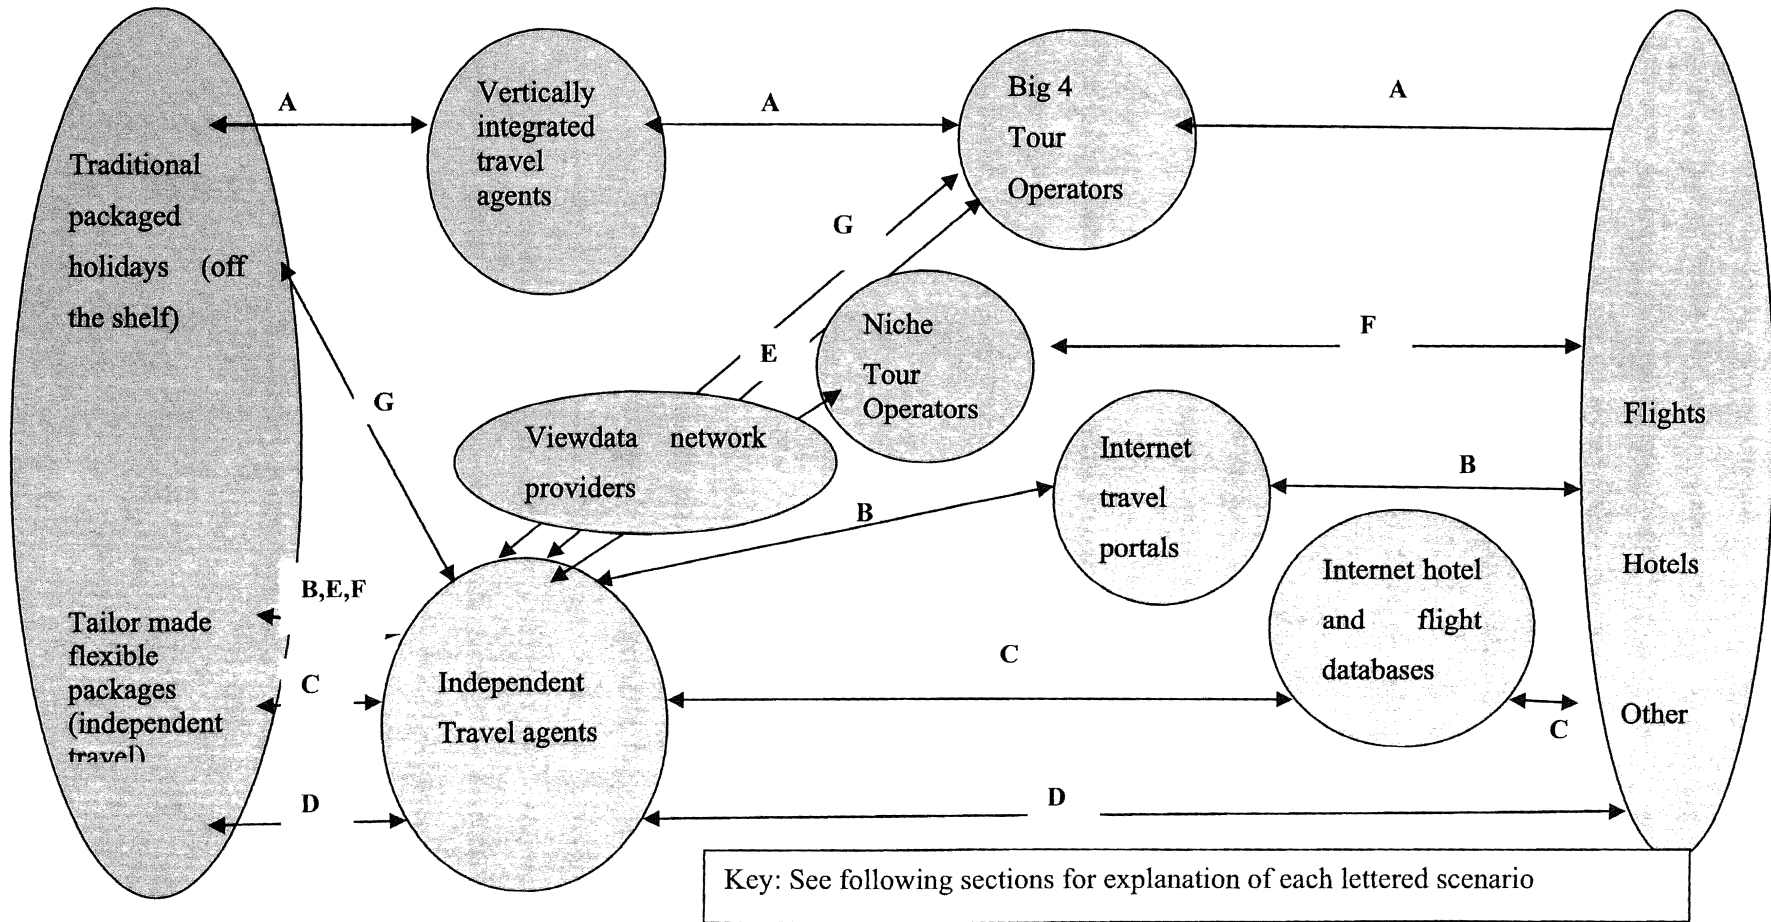 A
A
A
Vertically
integrated
travel
agents
Big 4
Tour
Operators
Traditional
packaged
holidays (off
the shelf)
G
G
E
Niche
Tour
Operators
F
Viewdata network
providers
B
Internet
travel
portals
B
Flights
Hotels
Other
Internet hotel
and flight
databases
C
B,E,F
Tailor made
flexible
packages
(independent
travel)
C
Independent
Travel agents
C
D
D
Key: See following sections for explanation of each lettered scenario